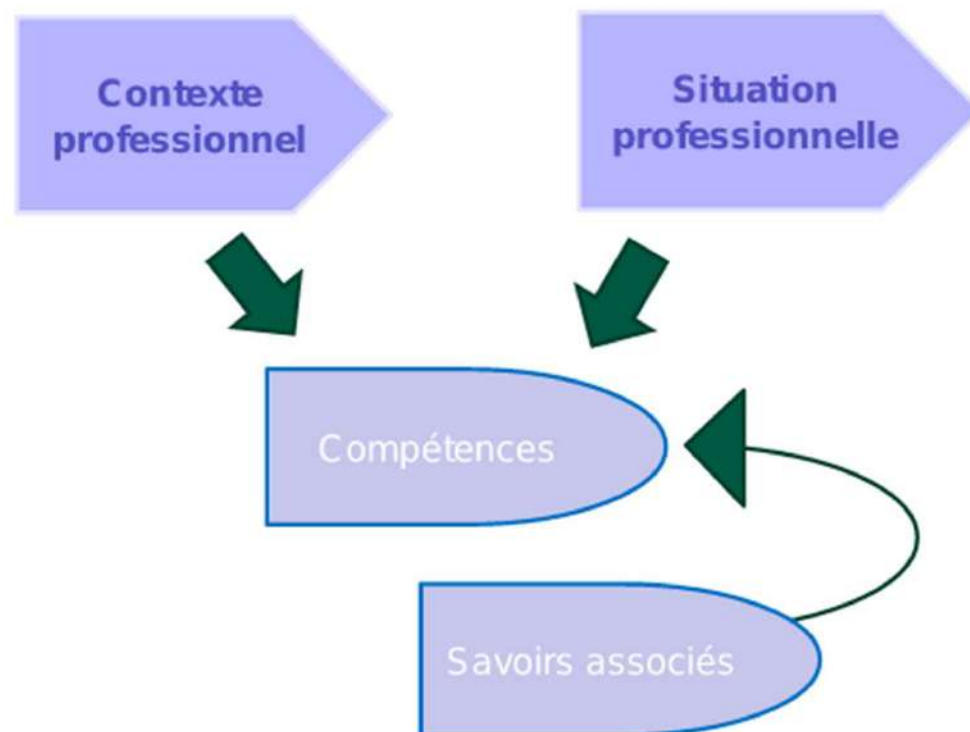 Contexte
professionnel
Situation
professionnelle
Compétences
Savoirs associés